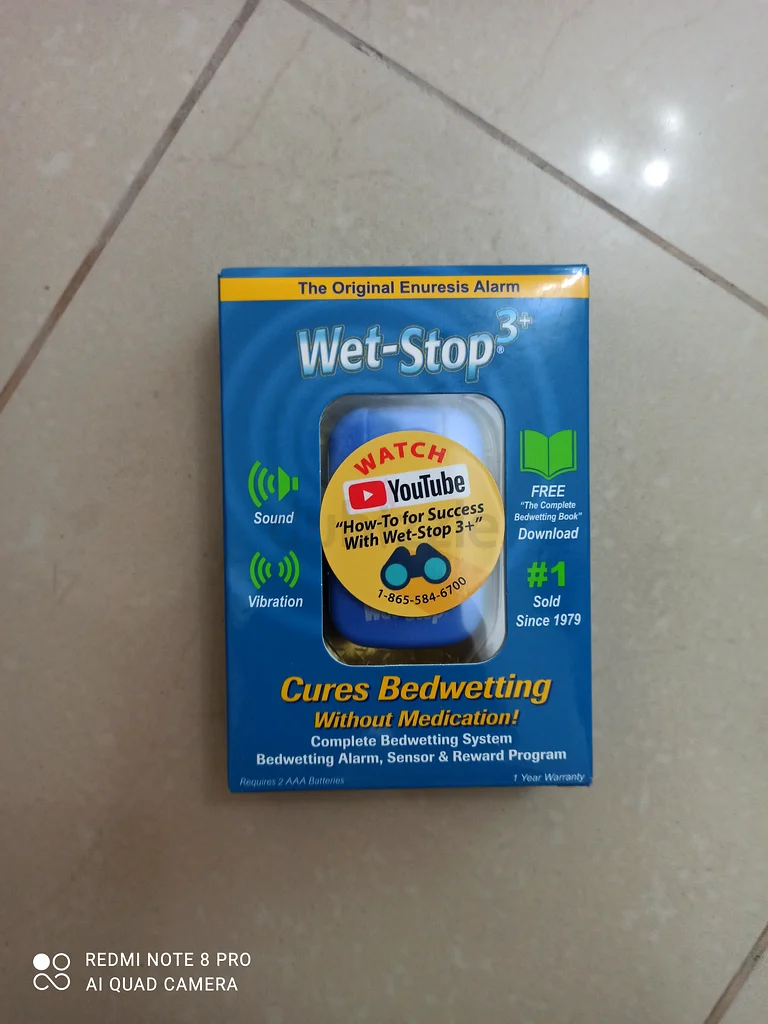 The Original Enuresis Alarm
Wet-Stop®3+
WATCH
YouTube
"How-To for Success
With Wet-Stop 3+"
1-865-584-6700
Sound
Vibration
FREE
"The Complete
Bedwetting Book"
Download
#1
Sold
Since 1979
Cures Bedwetting
Without Medication!
Complete Bedwetting System
Bedwetting Alarm, Sensor & Reward Program
Requires 2 AAA Batteries
1 Year Warranty
REDMI NOTE 8 PRO
AI QUAD CAMERA